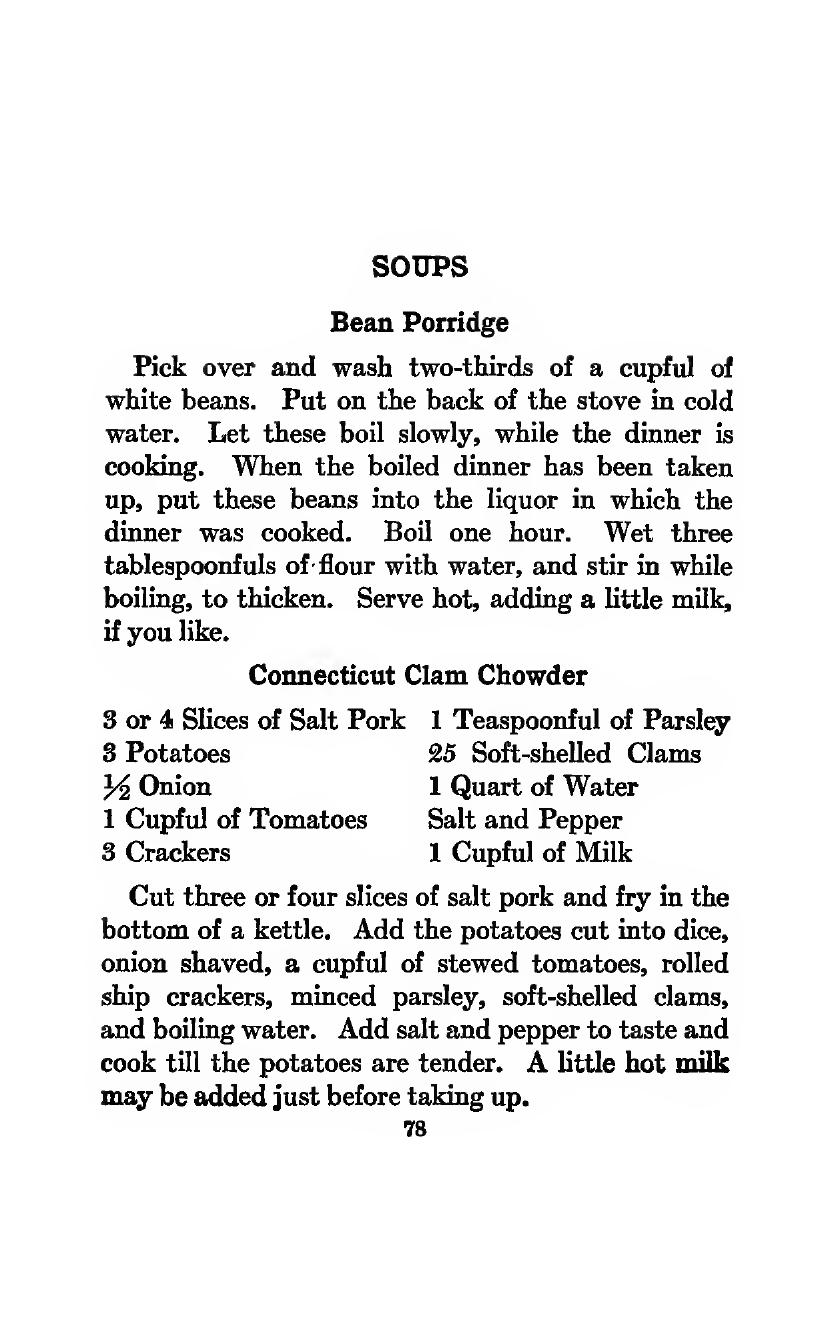 SOUPS
Bean Porridge
Pick over and wash two-thirds of a cupful of
white beans. Put on the back of the stove in cold
water. Let these boil slowly, while the dinner is
cooking. When the boiled dinner has been taken
up, put these beans into the liquor in which the
dinner was cooked. Boil one hour. Wet three
tablespoonfuls of flour with water, and stir in while
boiling, to thicken. Serve hot, adding a little milk,
if you like.
Connecticut Clam Chowder
3 or 4 Slices of Salt Pork
3 Potatoes
½ Onion
1 Cupful of Tomatoes
3 Crackers
1 Teaspoonful of Parsley
25 Soft-shelled Clams
1 Quart of Water
Salt and Pepper
1 Cupful of Milk
Cut three or four slices of salt pork and fry in the
bottom of a kettle. Add the potatoes cut into dice,
onion shaved, a cupful of stewed tomatoes, rolled
ship crackers, minced parsley, soft-shelled clams,
and boiling water. Add salt and pepper to taste and
cook till the potatoes are tender. A little hot milk
may be added just before taking up.
78